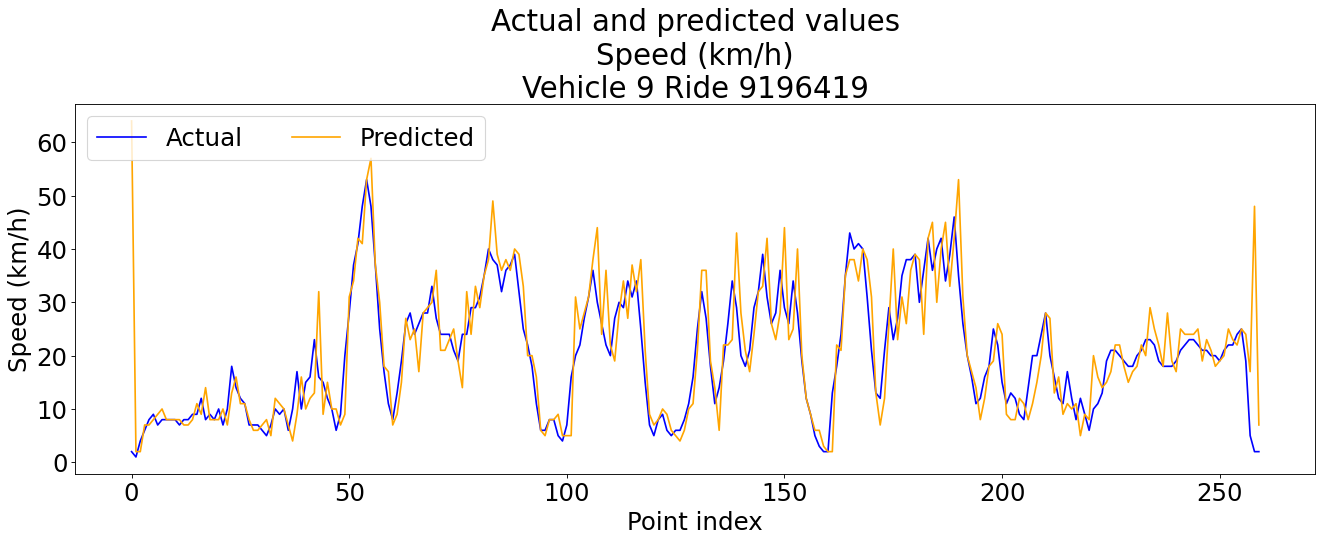 Actual and predicted values
Speed (km/h)
Vehicle 9 Ride 9196419
Actual
Predicted
60
50
40
30
20
10
0
Speed (km/h)
0
50
100
150
200
250
Point index